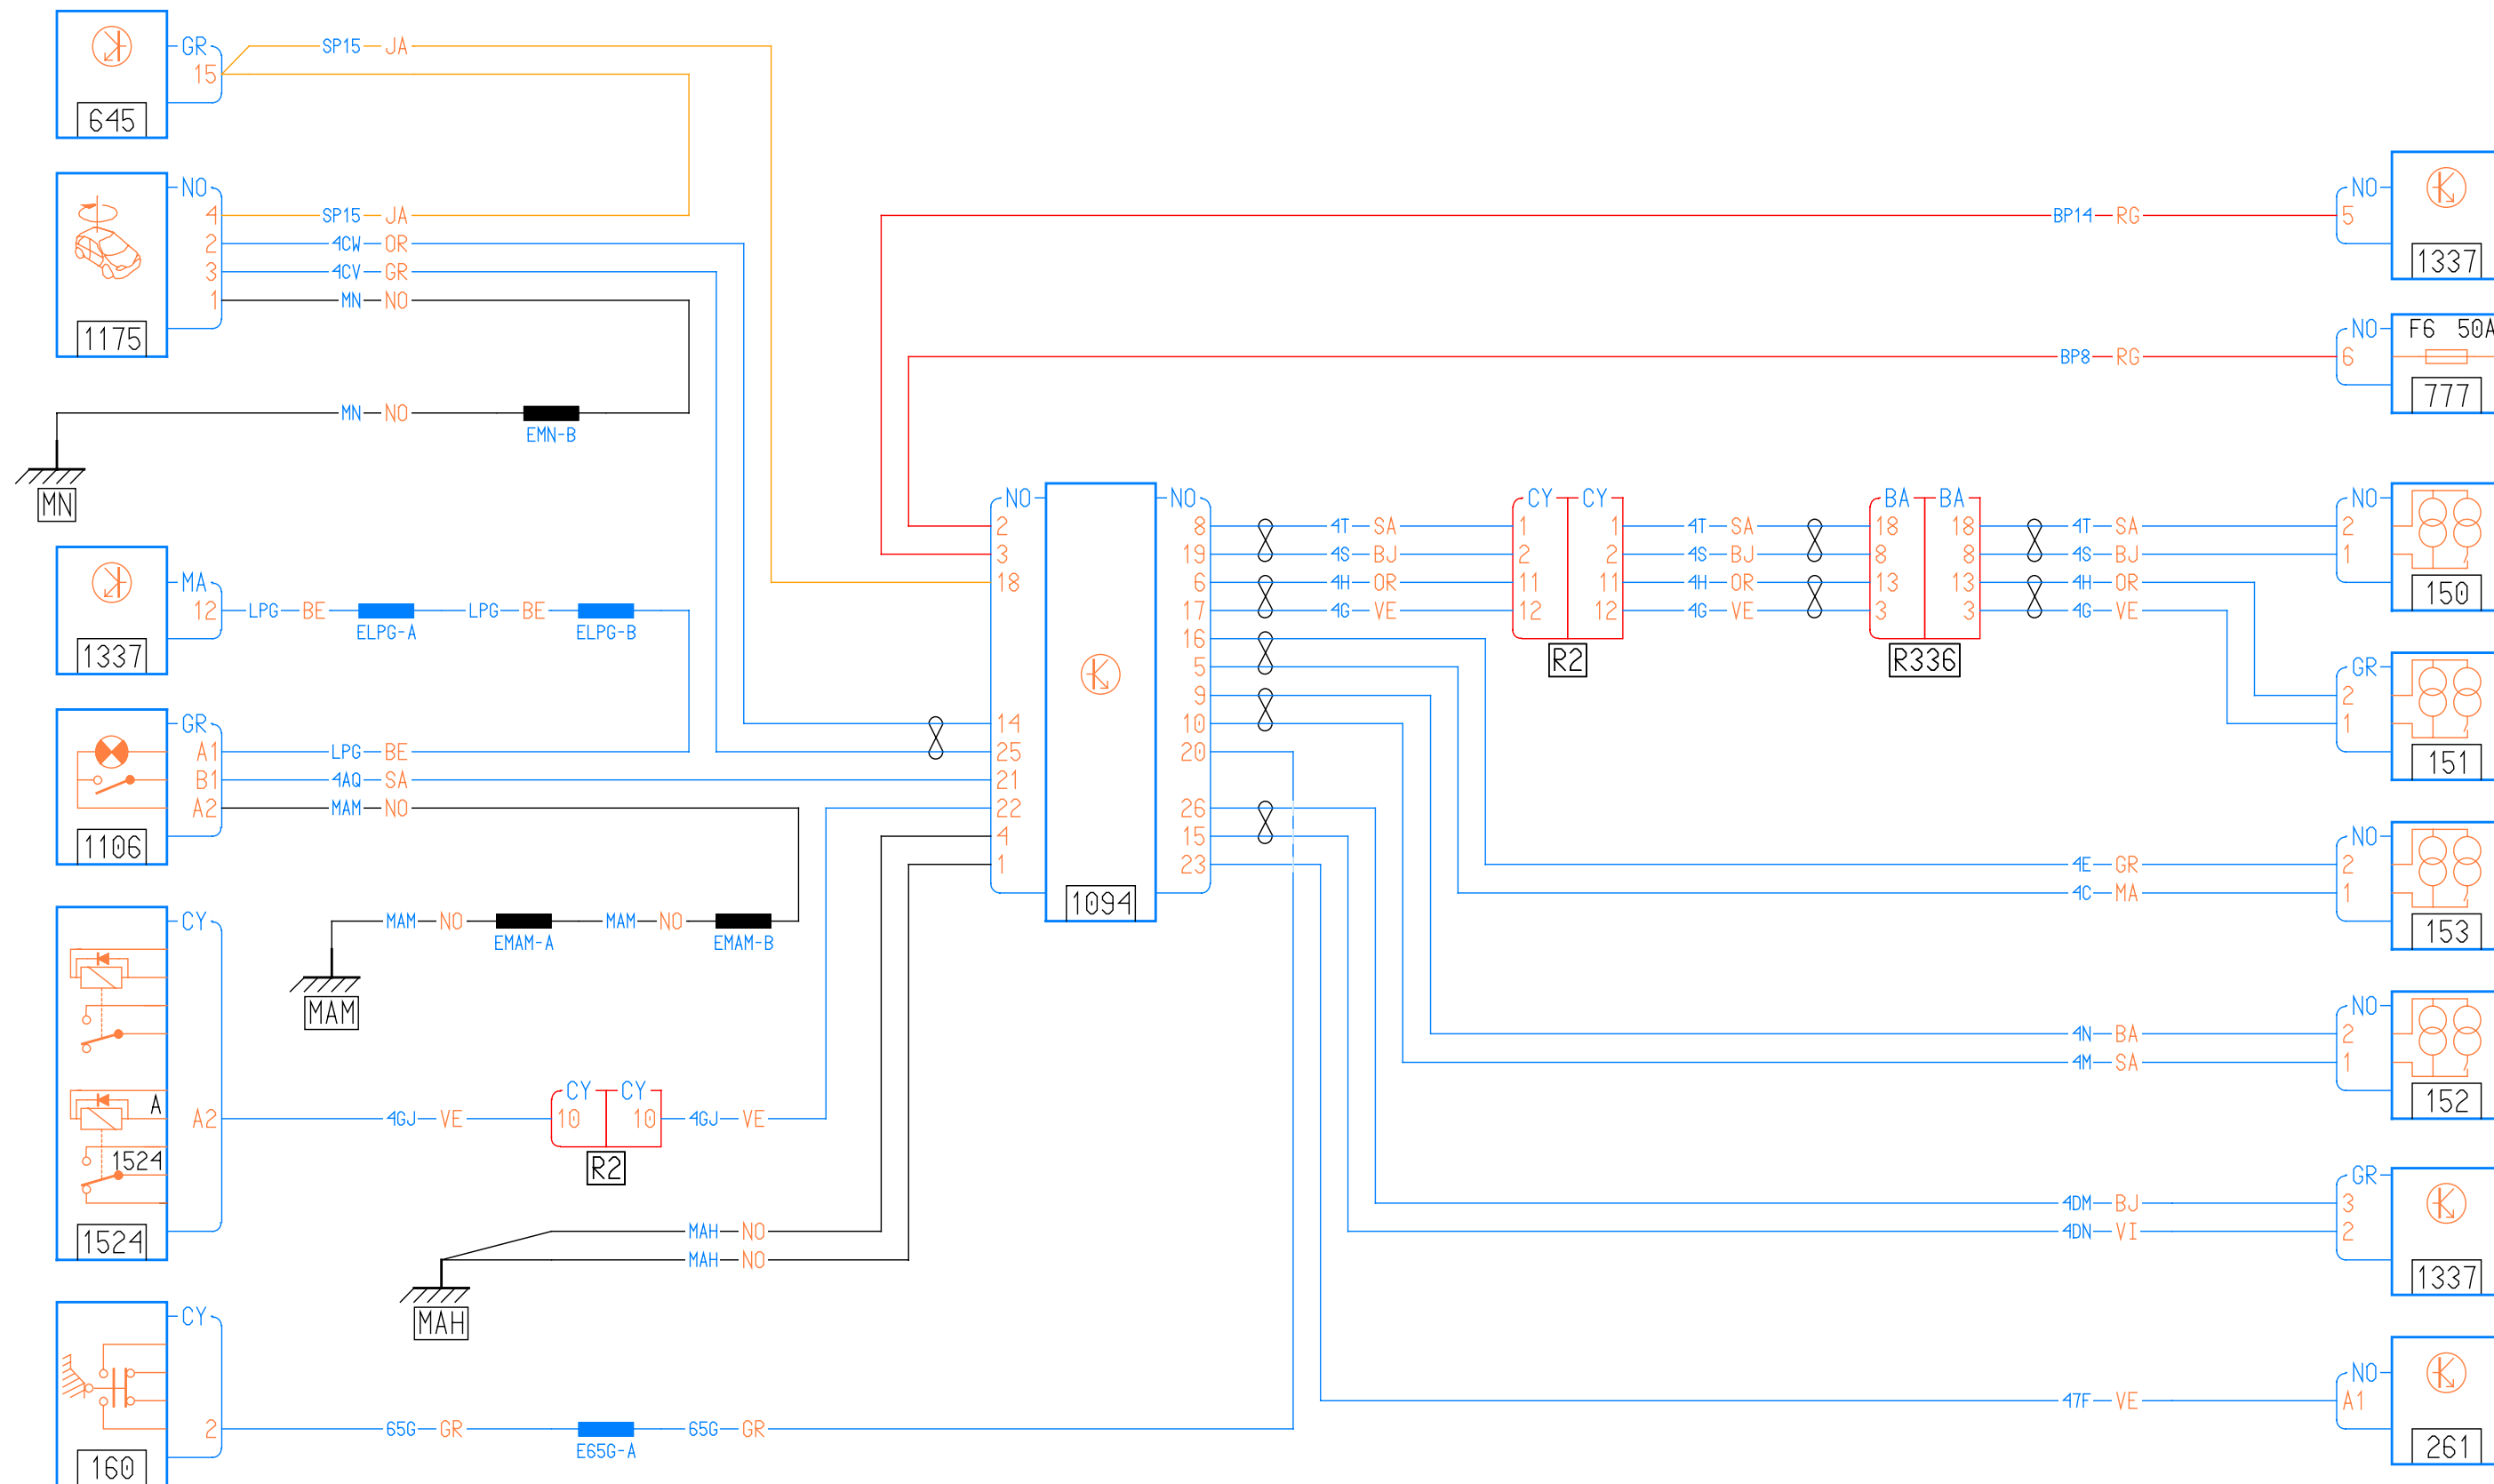 GR SP15 JA
15
645
NO
4 SP15 JA
2 4CW OR
3 4CV GR
1 MN NO
1175
MN NO
EMN-B
MN
MA
12 LPG BE LPG BE
ELPG-A ELPG-B
1337
GR
A1 LPG BE
B1 4AQ SA
A2 MAM NO
1106
MAM NO MAM NO
EMAM-A EMAM-B
MAM
CY
A
A2 4GJ VE
1524
1524
CY CY
10 10 4GJ VE
R2
MAH NO
MAH NO
MAH
CY
2 65G GR 65G GR
E65G-A
160
NO
2
3
18
14
25
21
22
4
1
1094
NO
8 4T SA
19 4S BJ
6 4H OR
17 4G VE
16
5
9
10
20
26
15
23
CY CY
1 1 4T SA
2 2 4S BJ
11 11 4H OR
12 12 4G VE
R2
BA BA
18 18 4T SA
8 8 4S BJ
13 13 4H OR
3 3 4G VE
R336
NO
BP14 RG 5
1337
NO F6 50A
BP8 RG 6
777
NO
2
1
150
GR
2
1
151
NO
4E GR 2
4C MA 1
153
NO
4N BA 2
4M SA 1
152
GR
4DM BJ 3
4DN VI 2
1337
NO
47F VE A1
261